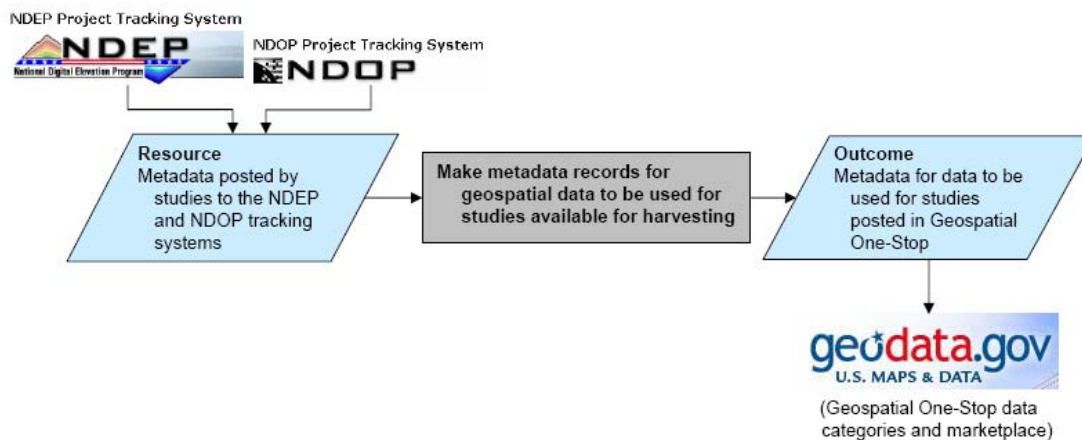 NDEP Project Tracking System
NDEP
National Digital Elevation Program
NDOP Project Tracking System
NDOP
Resource
Metadata posted by
studies to the NDEP
and NDOP tracking
systems
Make metadata records for
geospatial data to be used for
studies available for harvesting
Outcome
Metadata for data to be
used for studies
posted in Geospatial
One-Stop
geodata.gov
U.S. MAPS & DATA
(Geospatial One-Stop data
categories and marketplace)